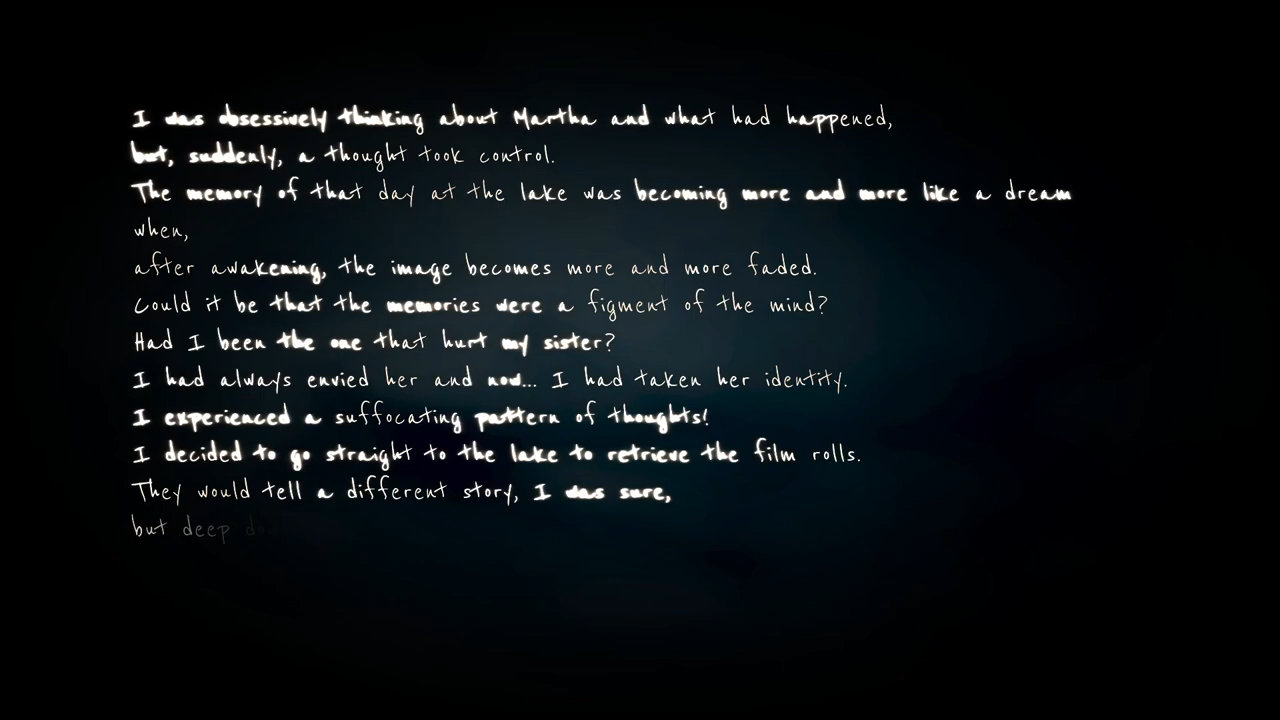 I was obsessively thinking about Martha and what had happened,
but, suddenly, a thought took control.
The memory of that day at the lake was becoming more and more like a dream
when,
after awakening, the image becomes more and more faded.
Could it be that the memories were a figment of the mind?
Had I been the one that hurt my sister?
I had always envied her and now... I had taken her identity.
I experienced a suffocating pattern of thoughts!
I decided to go straight to the lake to retrieve the film rolls.
They would tell a different story, I was sure,
but deep